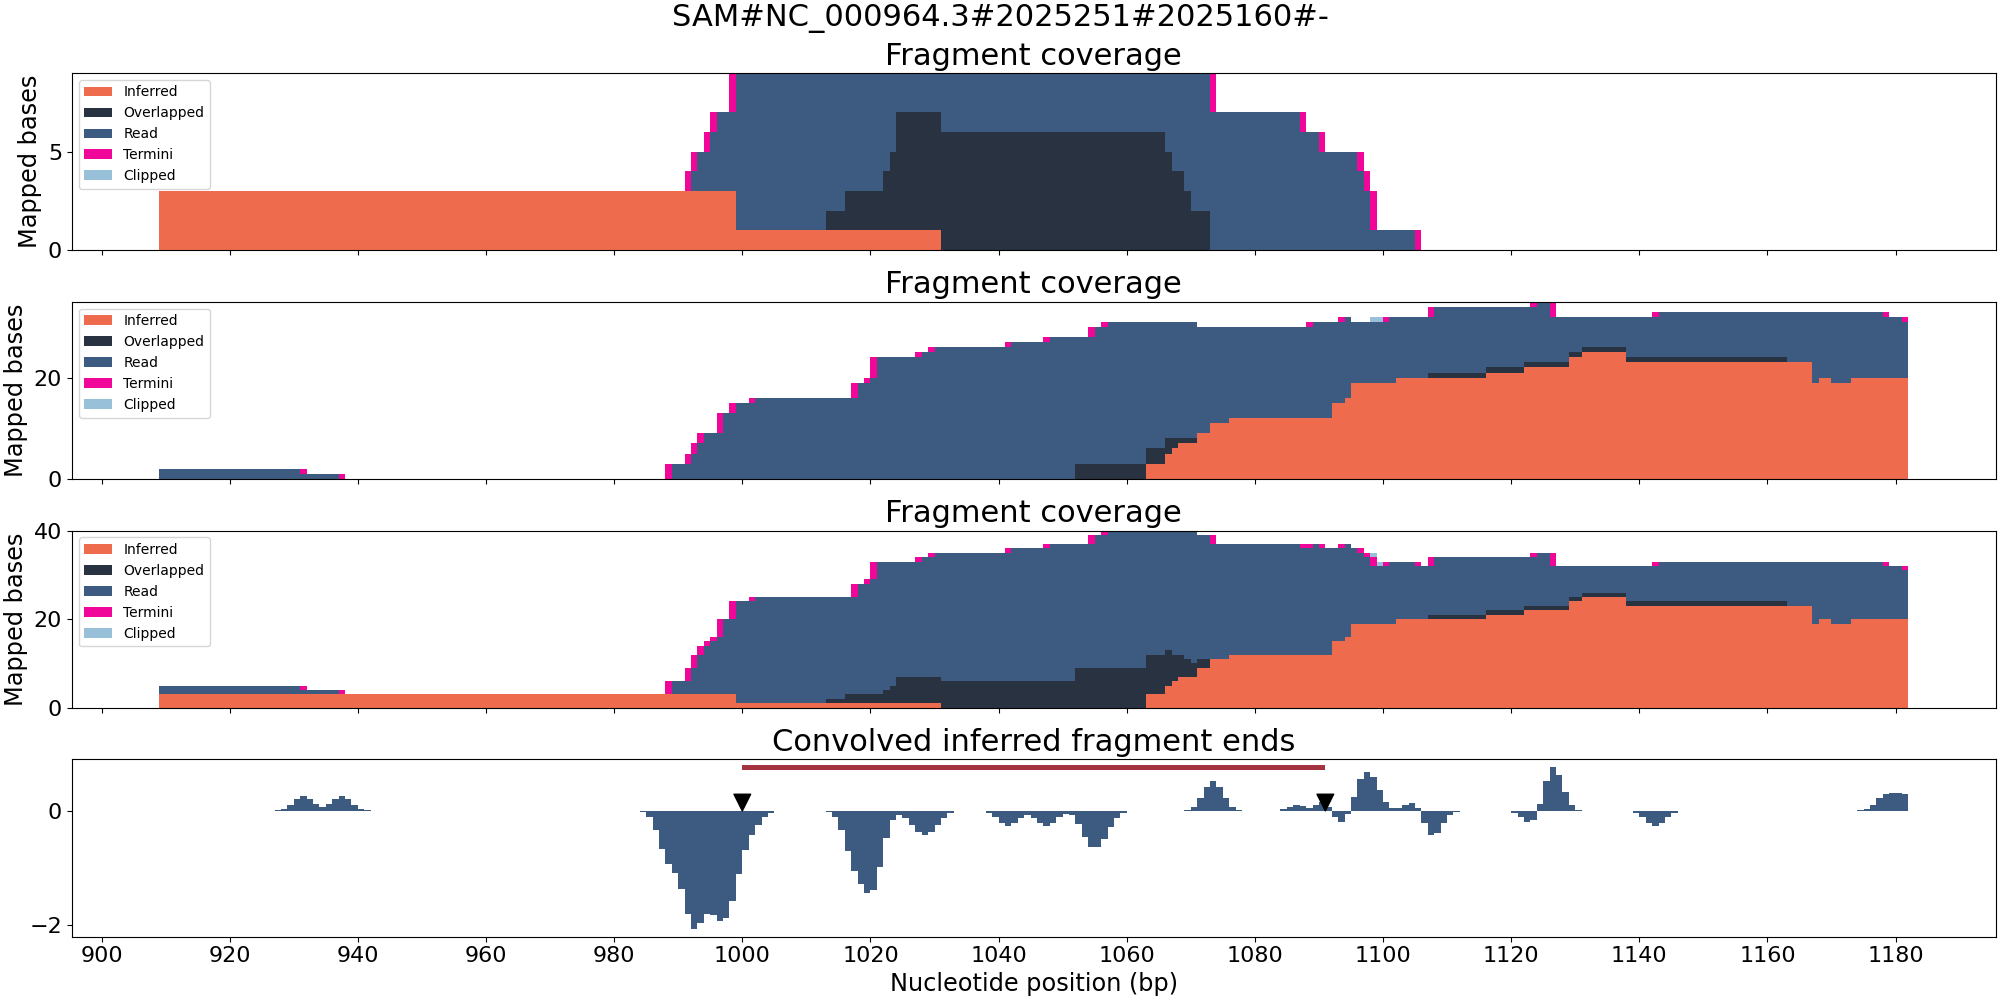 SAM#NC_000964.3#2025251#2025160#-
Fragment coverage
Mapped bases
5
0
Inferred
Overlapped
Read
Termini
Clipped
Fragment coverage
Mapped bases
20
0
Inferred
Overlapped
Read
Termini
Clipped
Fragment coverage
Mapped bases
40
20
0
Inferred
Overlapped
Read
Termini
Clipped
Convolved inferred fragment ends
0
−2
900 920 940 960 980 1000 1020 1040 1060 1080 1100 1120 1140 1160 1180
Nucleotide position (bp)